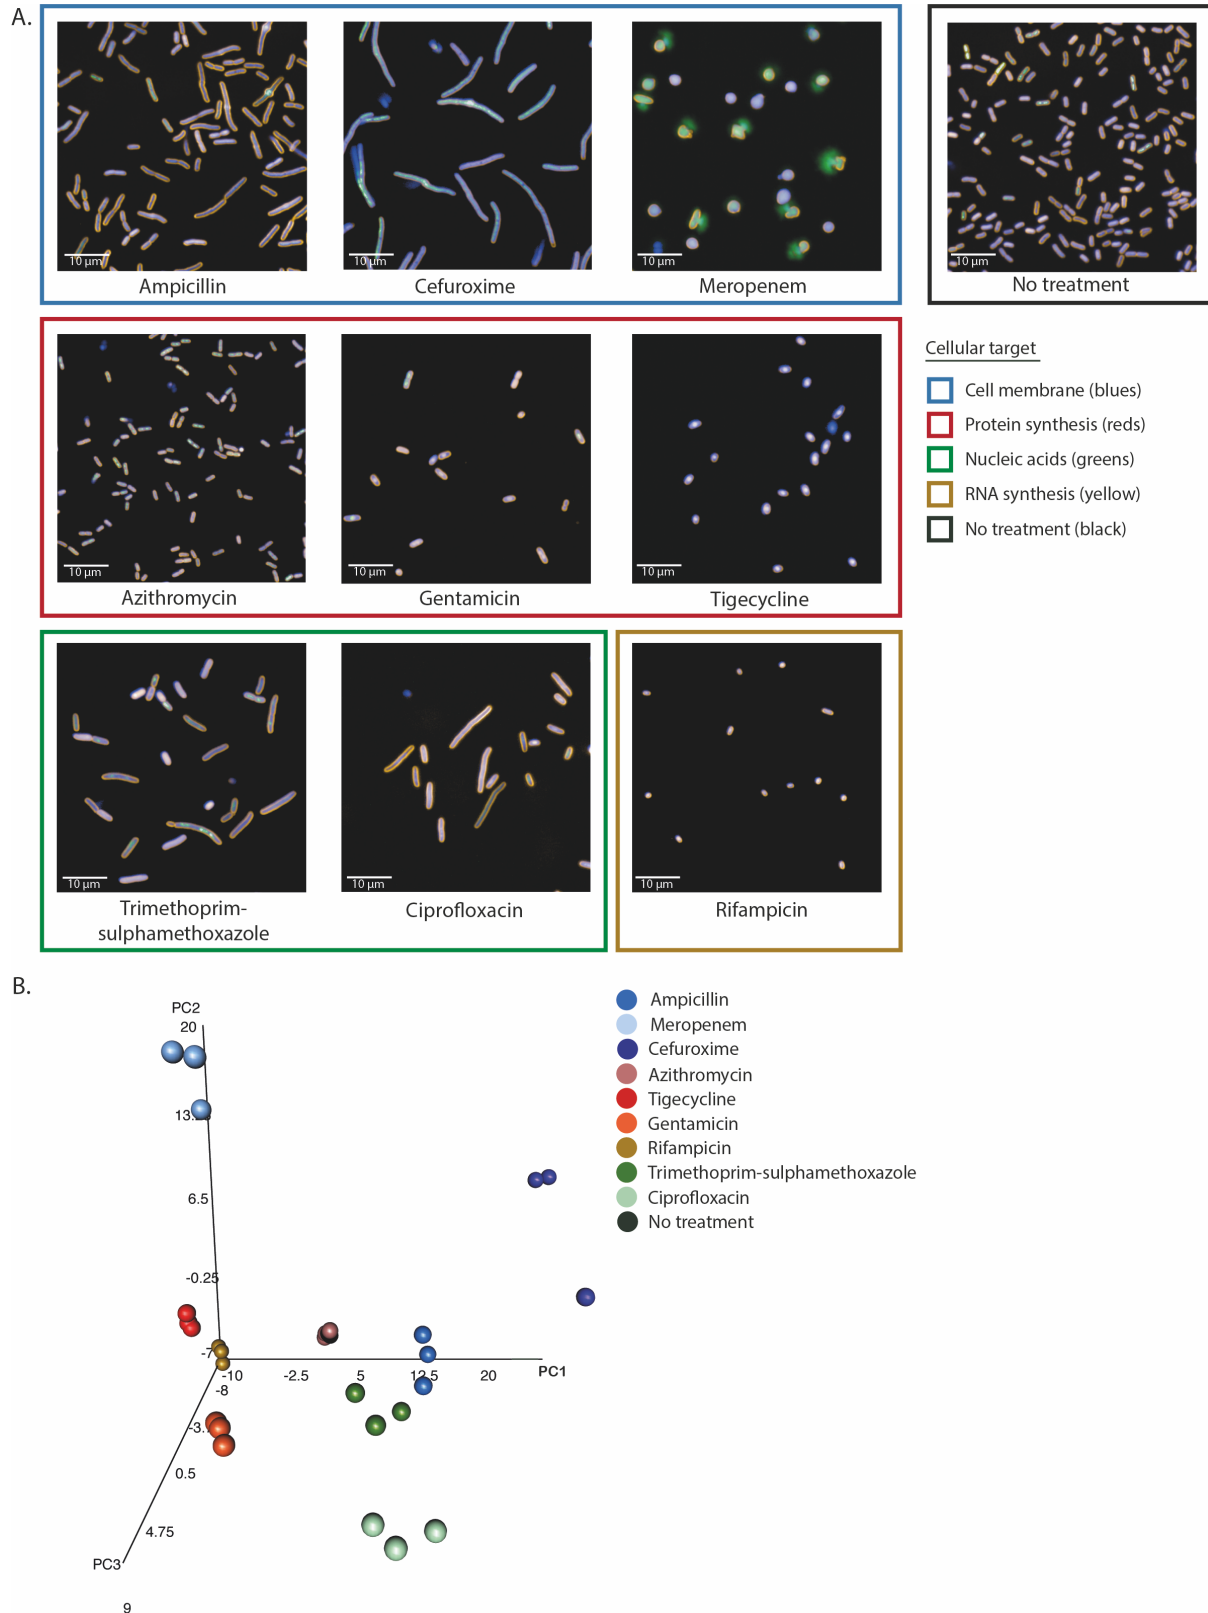 A.
10 µm
10 µm
10 µm
10 µm
Ampicillin
Cefuroxime
Meropenem
No treatment
Cellular target
Cell membrane (blues)
Protein synthesis (reds)
Nucleic acids (greens)
RNA synthesis (yellow)
No treatment (black)
10 µm
10 µm
10 µm
Azithromycin
Gentamicin
Tigecycline
10 µm
10 µm
10 µm
Trimethoprim-
sulphamethoxazole
Ciprofloxacin
Rifampicin
B.
PC2
20
6.5
-0.25
-10
-2.5
5
20
PC1
-8
0.5
4.75
PC3
9
Ampicillin
Meropenem
Cefuroxime
Azithromycin
Tigecycline
Gentamicin
Rifampicin
Trimethoprim-sulphamethoxazole
Ciprofloxacin
No treatment